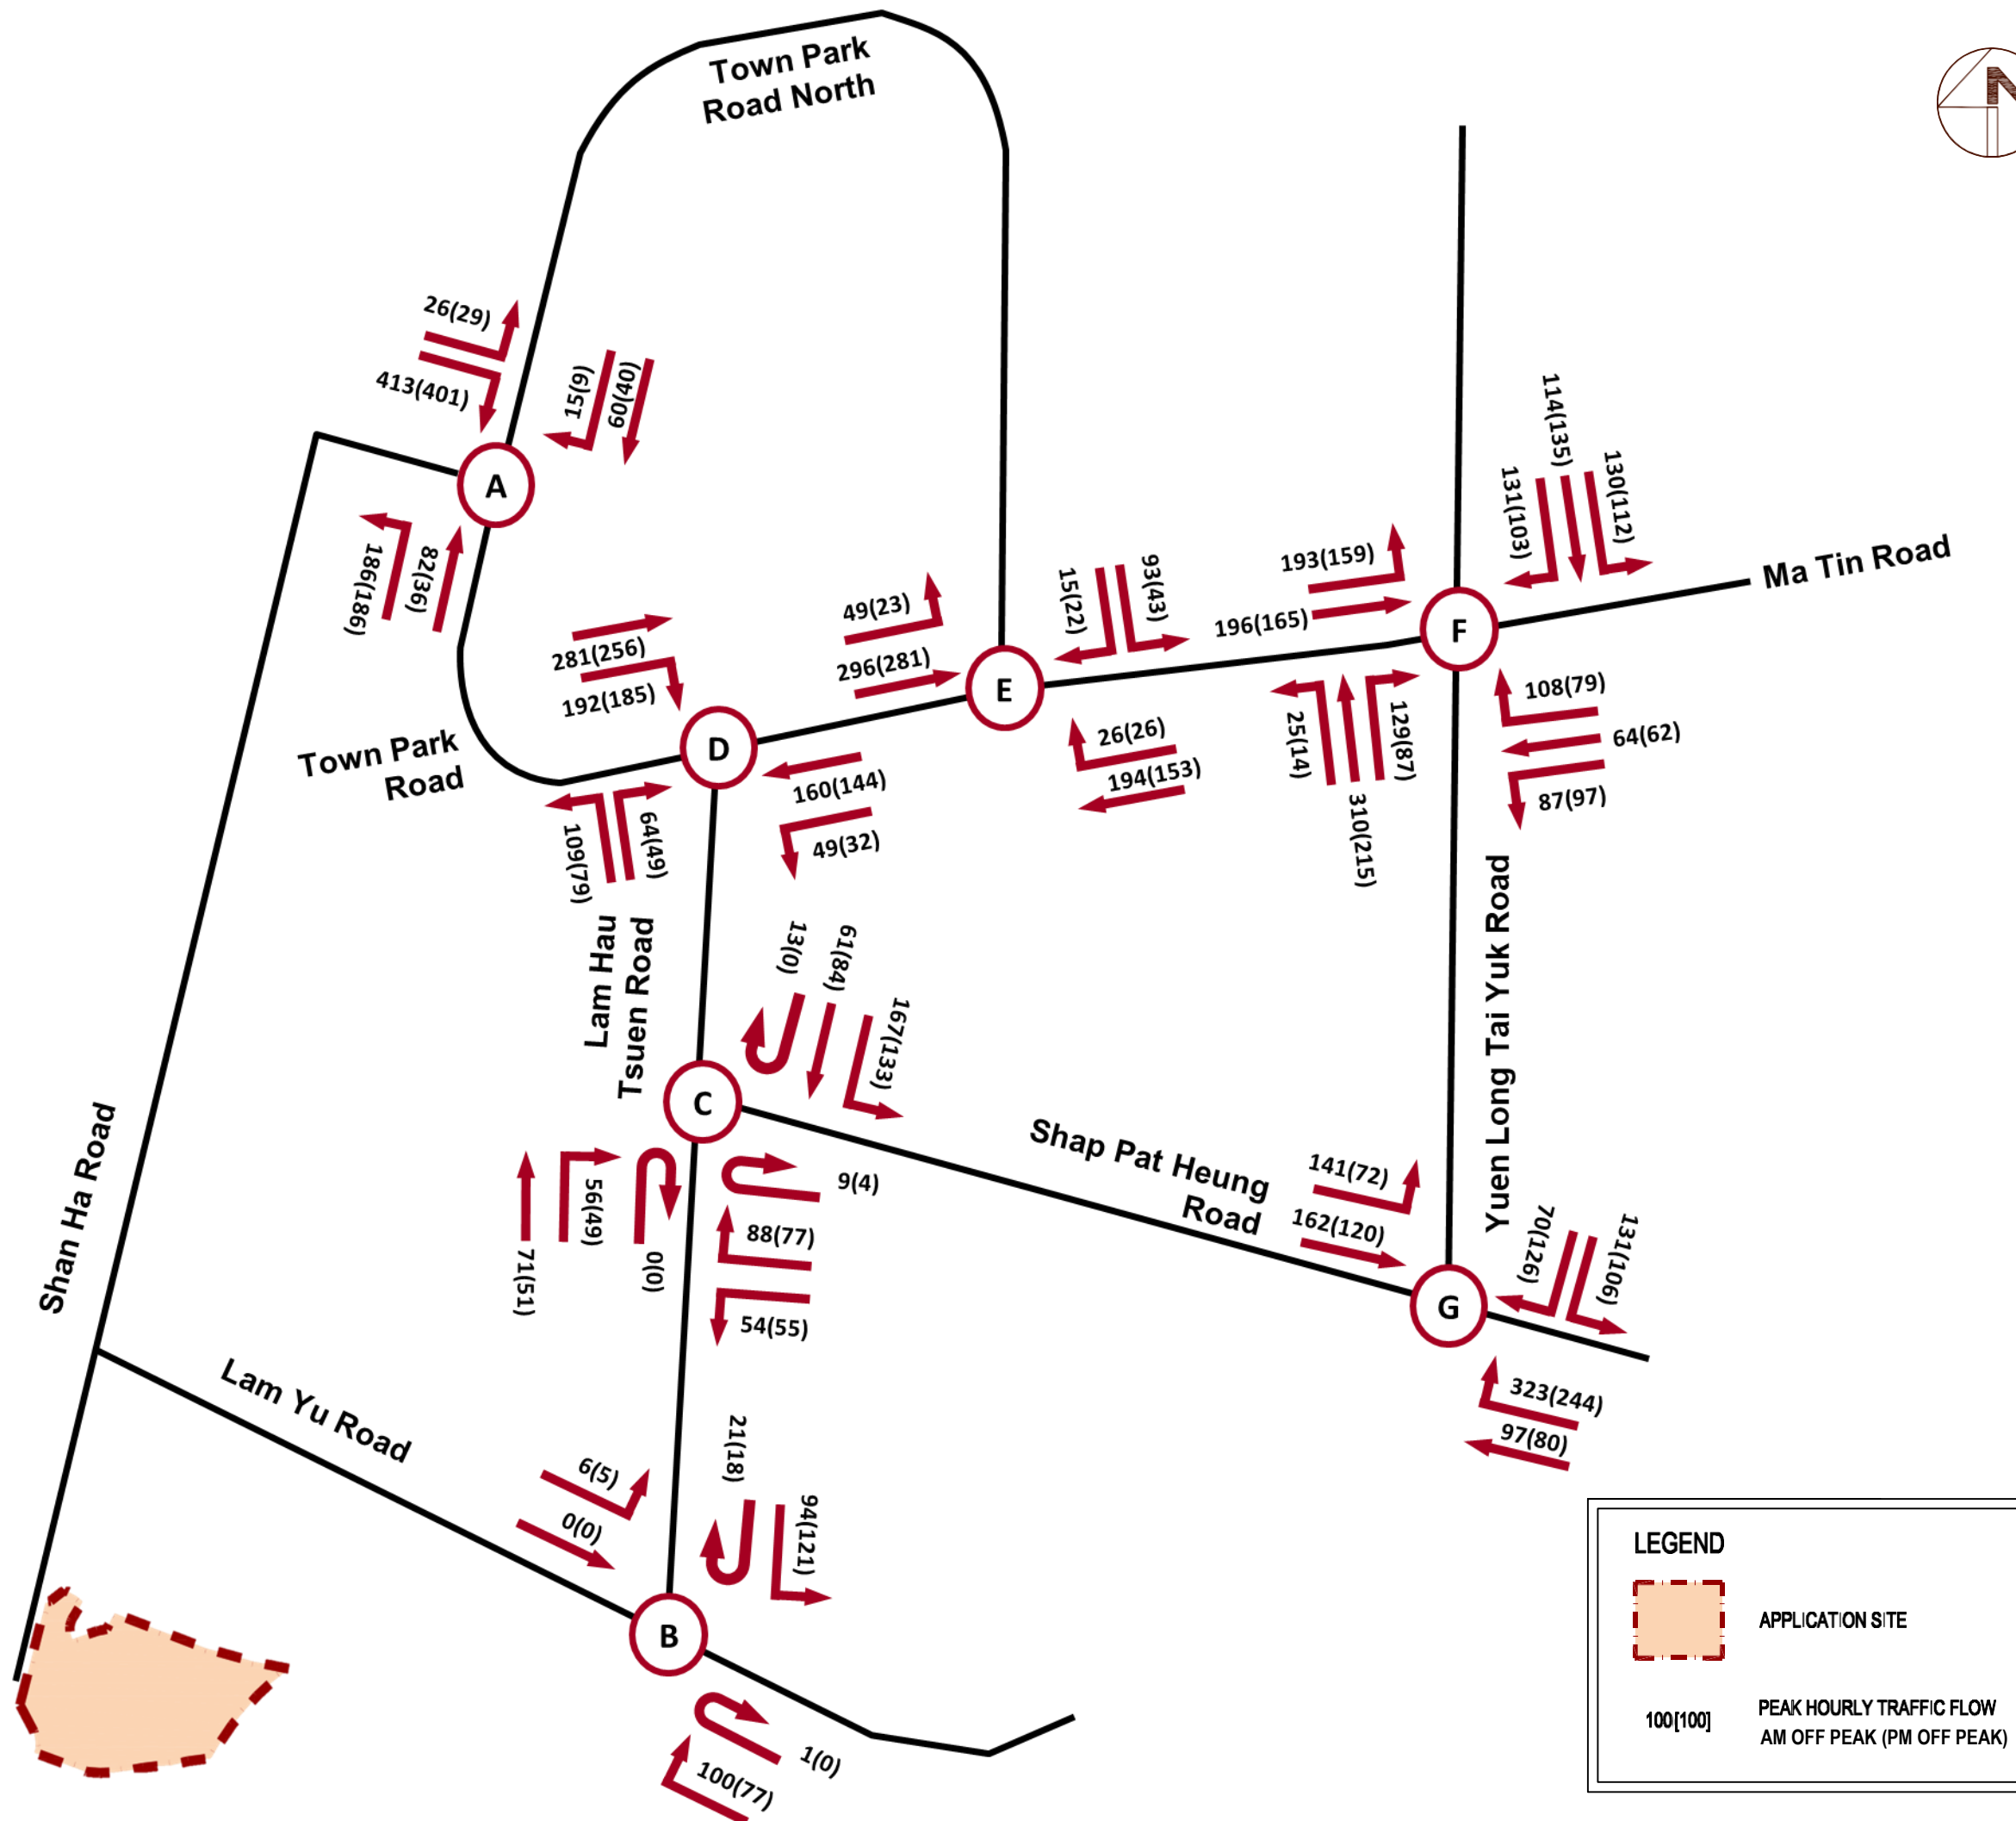 Town Park
Road North
N
26(29)
413(401)
15(9)
60(40)
A
186(186)
82(36)
114(135)
131(103)
130(112)
Ma Tin Road
193(159)
196(165)
F
49(23)
296(281)
15(22)
93(43)
E
281(256)
192(185)
D
Town Park
Road
26(26)
194(153)
25(14)
310(215)
129(87)
108(79)
64(62)
87(97)
160(144)
49(32)
109(79)
64(49)
Lam Hau
Tsuen Road
13(0)
61(84)
167(133)
Yuen Long Tai Yuk Road
C
Shap Pat Heung
Road
71(51)
56(49)
0(0)
9(4)
88(77)
54(55)
141(72)
162(120)
70(126)
131(106)
G
323(244)
97(80)
Shan Ha Road
Lam Yu Road
6(5)
0(0)
21(18)
94(121)
B
1(0)
100(77)
LEGEND
APPLICATION SITE
100[100]
PEAK HOURLY TRAFFIC FLOW
AM OFF PEAK (PM OFF PEAK)